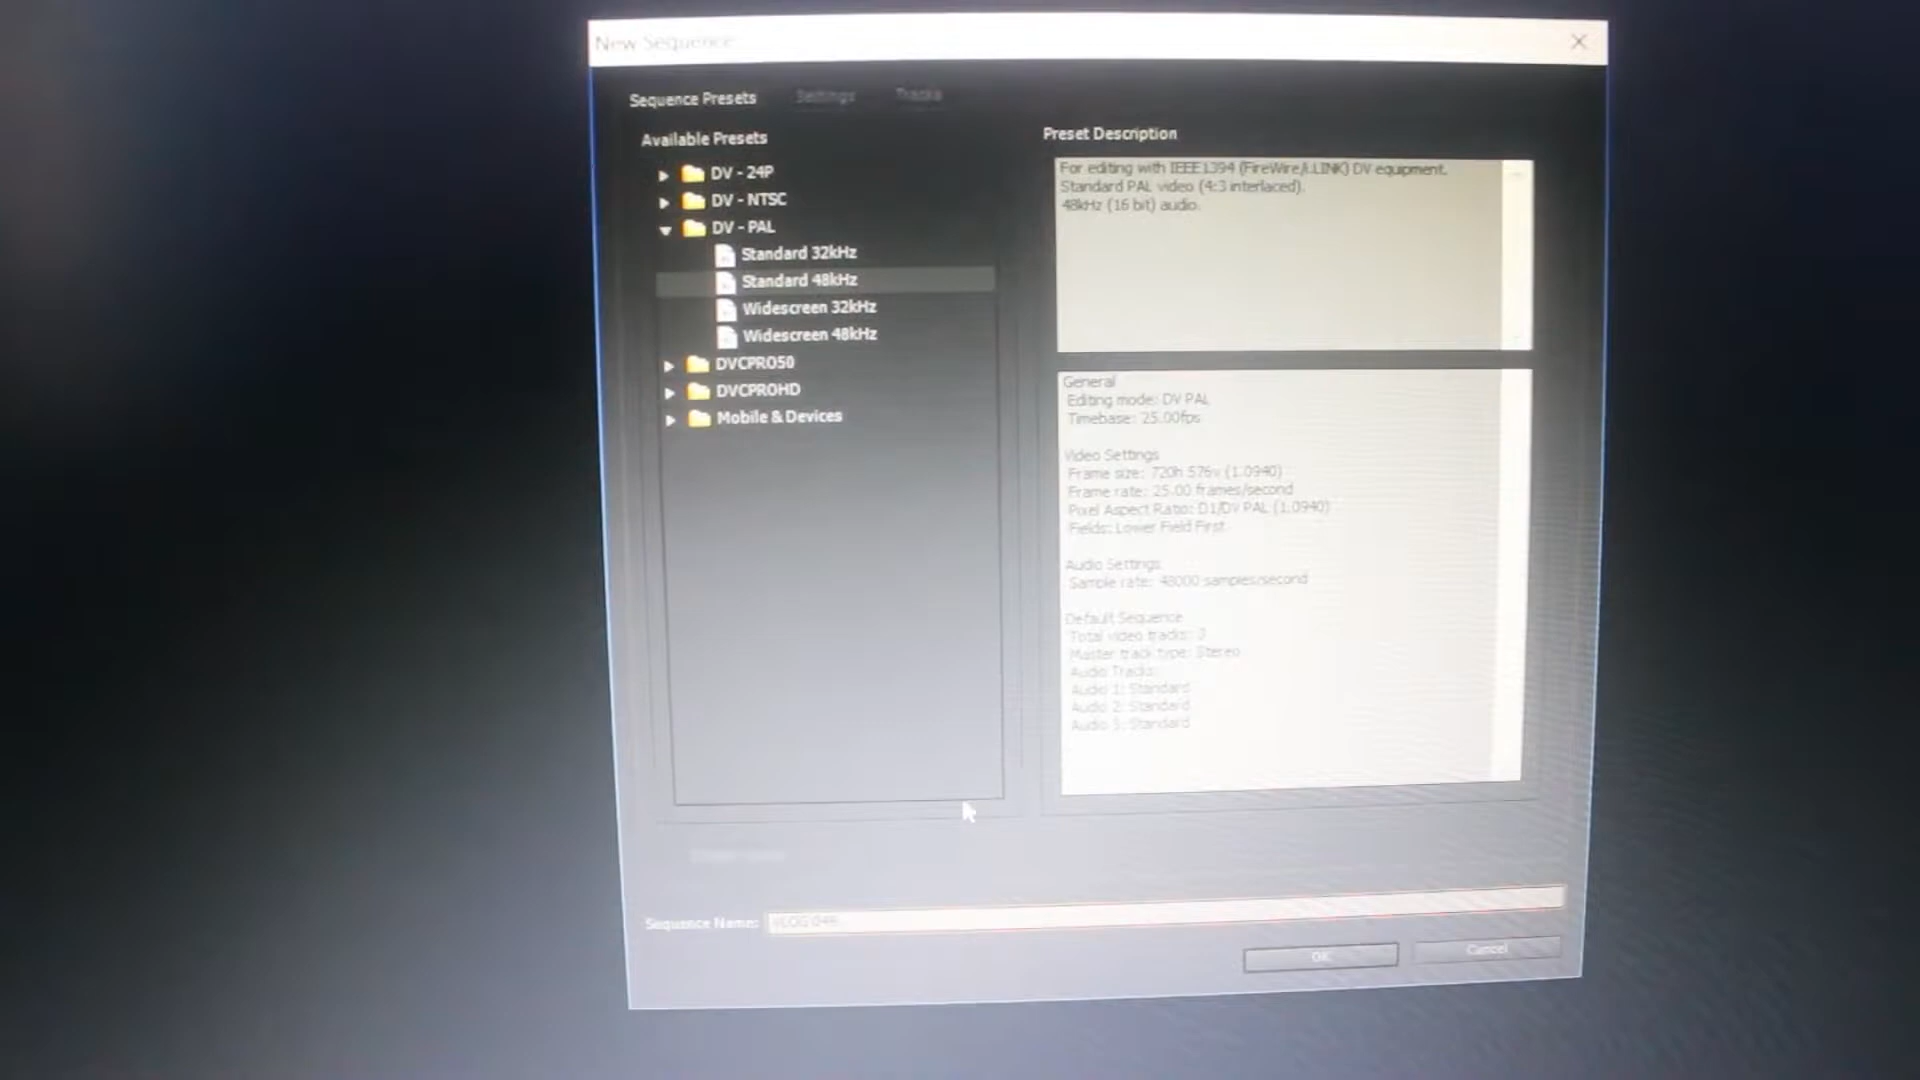 New Sequence
Sequence Presets Settings Tracks
Available Presets
DV - 24P
DV - NTSC
DV - PAL
Standard 32kHz
Standard 48kHz
Widescreen 32kHz
Widescreen 48kHz
DVCPRO50
DVCPROHD
Mobile & Devices
Preset Description
For editing with IEEE1394 (FireWire/i.LINK) DV equipment.
Standard PAL video (4:3 interlaced).
48kHz (16 bit) audio.
General
Editing mode: DV PAL
Timebase: 25.00fps
Video Settings
Frame size: 720h 576v (1.0940)
Frame rate: 25.00 frames/second
Pixel Aspect Ratio: D1/DV PAL (1.0940)
Fields: Lower Field First
Audio Settings
Sample rate: 48000 samples/second
Default Sequence
Total video tracks: 3
Master track type: Stereo
Audio Tracks:
Audio 1: Standard
Audio 2: Standard
Audio 3: Standard
Sequence Name: VLOG
OK Cancel